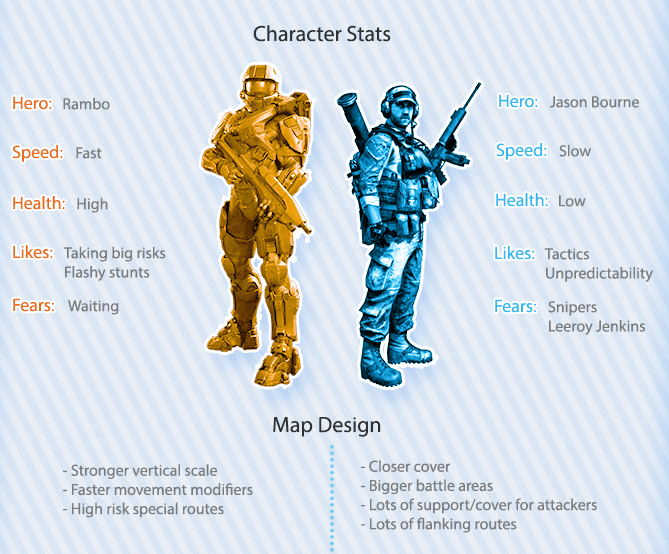 Character Stats
Hero: Rambo
Speed: Fast
Health: High
Likes: Taking big risks
Flashy stunts
Fears: Waiting
Hero: Jason Bourne
Speed: Slow
Health: Low
Likes: Tactics
Unpredictability
Fears: Snipers
Leeroy Jenkins
Map Design
- Stronger vertical scale
- Faster movement modifiers
- High risk special routes
- Closer cover
- Bigger battle areas
- Lots of support/cover for attackers
- Lots of flanking routes